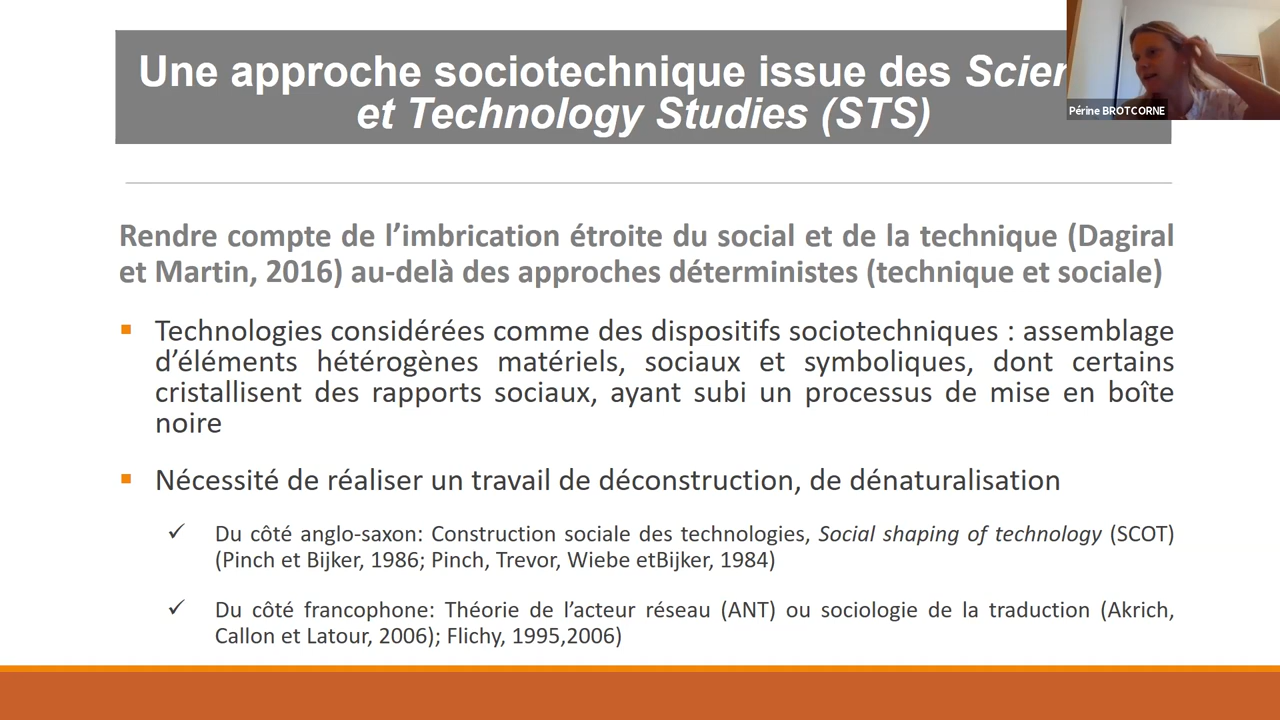 Une approche sociotechnique issue des
et Technology Studies (STS)
Périne BROTCORNE
Rendre compte de l’imbrication étroite du social et de la technique (Dagiral
et Martin, 2016) au-delà des approches déterministes (technique et sociale)
Technologies considérées comme des dispositifs sociotechniques : assemblage
d’éléments hétérogènes matériels, sociaux et symboliques, dont certains
cristallisent des rapports sociaux, ayant subi un processus de mise en boîte
noire
Nécessité de réaliser un travail de déconstruction, de dénaturalisation
Du côté anglo-saxon: Construction sociale des technologies, Social shaping of technology (SCOT)
(Pinch et Bijker, 1986; Pinch, Trevor, Wiebe etBijker, 1984)
Du côté francophone: Théorie de l’acteur réseau (ANT) ou sociologie de la traduction (Akrich,
Callon et Latour, 2006); Flichy, 1995,2006)